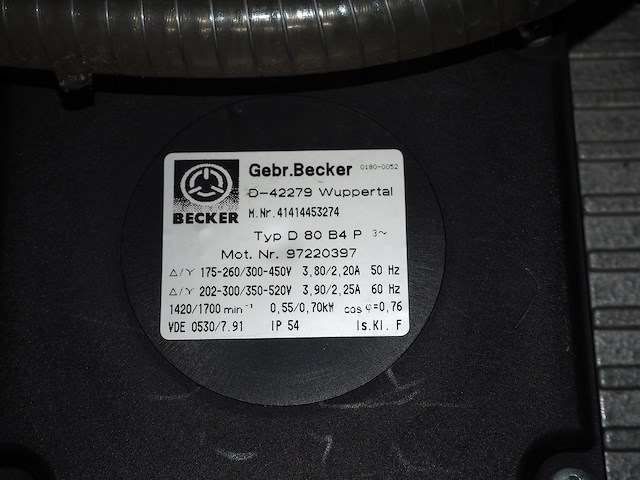 Gebr.Becker 0180-0052
D-42279 Wuppertal
BECKER
M.Nr.41414453274
Typ D 80 B4 P 3~
Mot. Nr. 97220397
△/Y 175-260/300-450V 3,80/2,20A 50 Hz
△/Y 202-300/350-520V 3,90/2,25A 60 Hz
1420/1700 min⁻¹ 0,55/0,70kW cos φ=0,76
VDE 0530/7.91 IP 54 Is.Kl. F